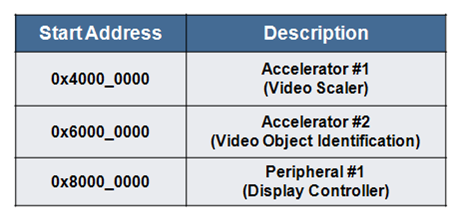 Start Address Description
0x4000_0000 Accelerator #1
(Video Scaler)
0x6000_0000 Accelerator #2
(Video Object Identification)
0x8000_0000 Peripheral #1
(Display Controller)